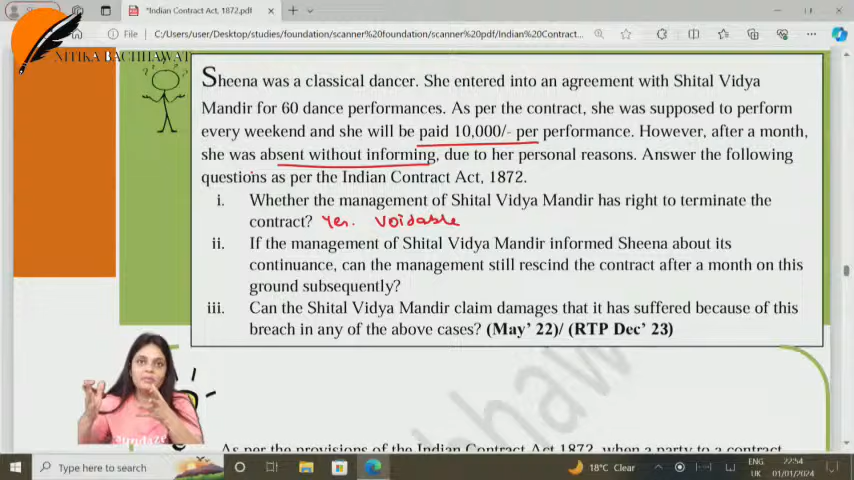 "Indian Contract Act, 1872.pdf
File
C:/Users/user/Desktop/studies/foundation/scanner%20foundation/scanner%20foundation%20pdf/Indian%20Contract...
NITIKA BACHHAWAT
Sheena was a classical dancer. She entered into an agreement with Shital Vidya
Mandir for 60 dance performances. As per the contract, she was supposed to perform
every weekend and she will be paid 10,000/- per performance. However, after a month,
she was absent without informing, due to her personal reasons. Answer the following
questions as per the Indian Contract Act, 1872.
i. Whether the management of Shital Vidya Mandir has right to terminate the
contract? Yes. Voidable
ii. If the management of Shital Vidya Mandir informed Sheena about its
continuance, can the management still rescind the contract after a month on this
ground subsequently?
iii. Can the Shital Vidya Mandir claim damages that it has suffered because of this
breach in any of the above cases? (May' 22)/ (RTP Dec' 23)
As per the provisions of the Indian Contract Act 1872, when a party to a contract
Type here to search
18°C Clear
ENG
UK
22:54
01/01/2024